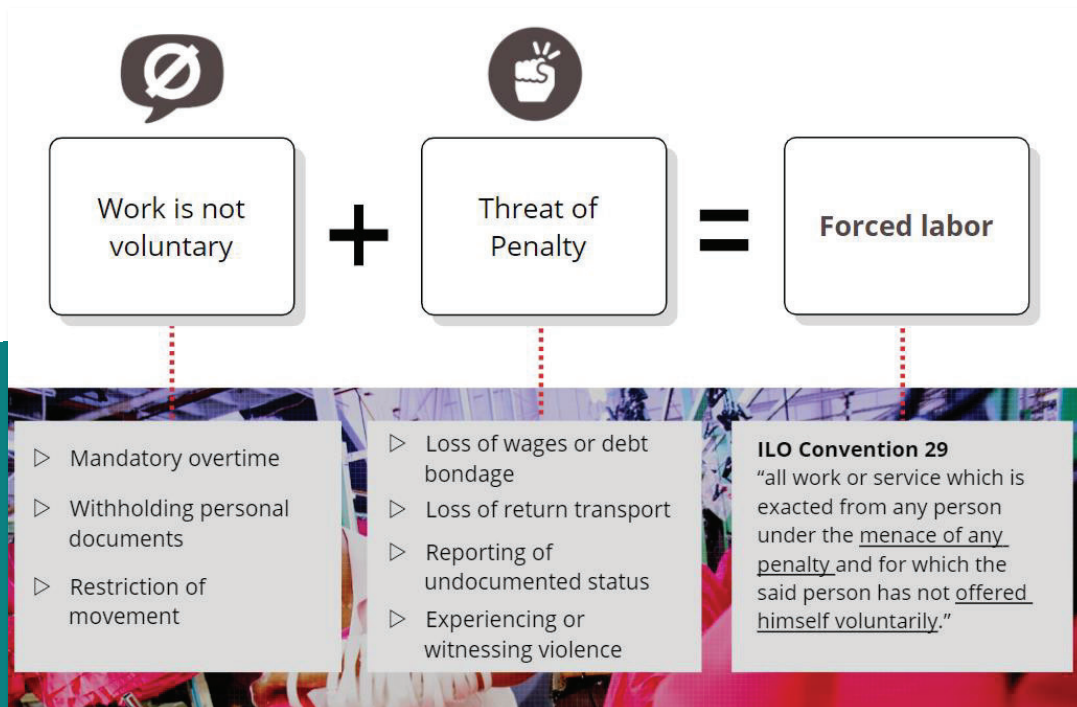 Work is not
voluntary
+
Threat of
Penalty
=
Forced labor
▷ Mandatory overtime
▷ Withholding personal
documents
▷ Restriction of
movement
▷ Loss of wages or debt
bondage
▷ Loss of return transport
▷ Reporting of
undocumented status
▷ Experiencing or
witnessing violence
ILO Convention 29
“all work or service which is
exacted from any person
under the menace of any
penalty and for which the
said person has not offered
himself voluntarily.”